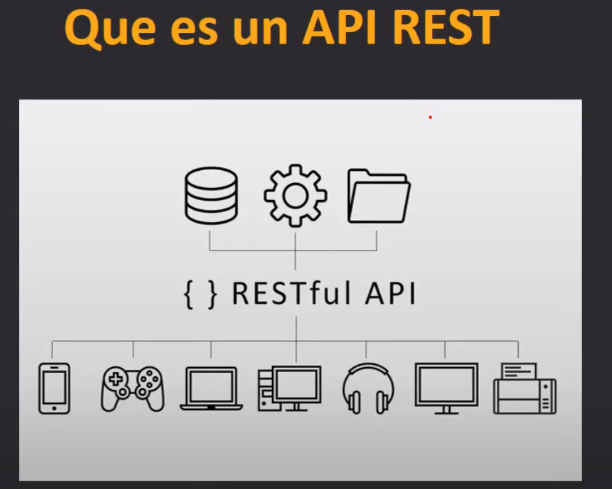 Que es un API REST
{ } RESTful API